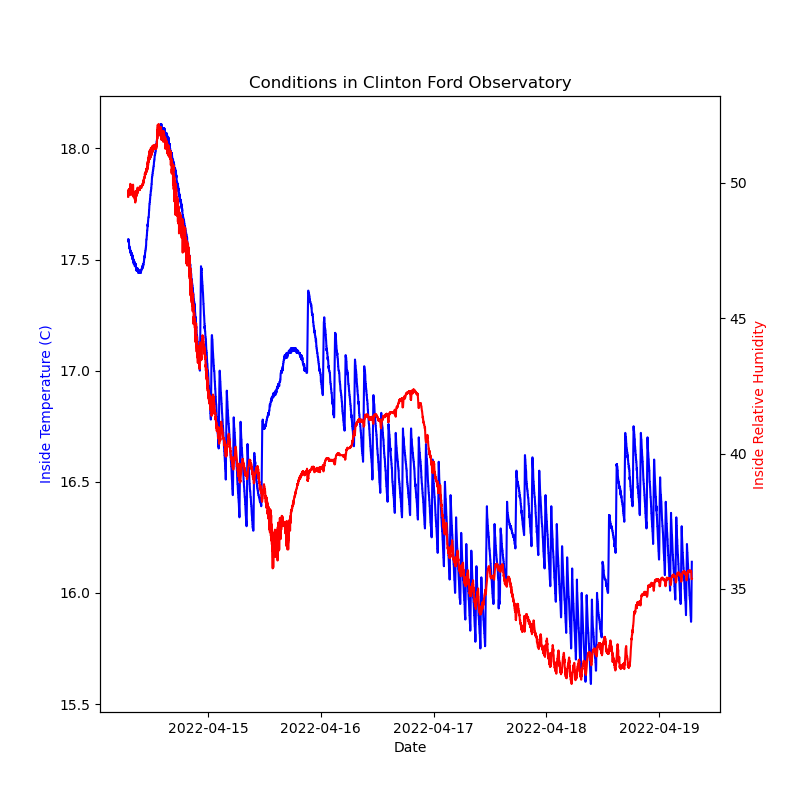 Conditions in Clinton Ford Observatory
18.0
17.5
17.0
16.5
16.0
15.5
Inside Temperature (C)
50
45
40
35
Inside Relative Humidity
2022-04-15 2022-04-16 2022-04-17 2022-04-18 2022-04-19
Date